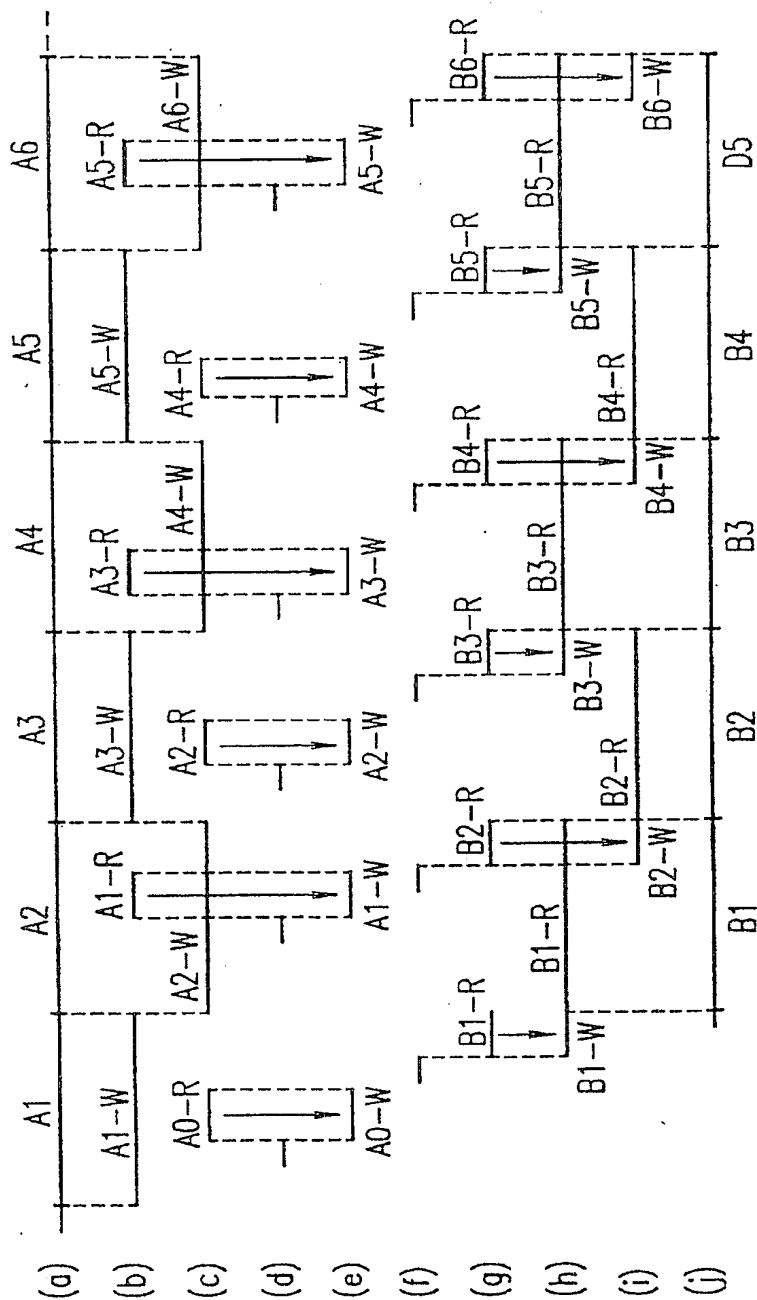 (a) A1 A2 A3 A4 A5 A6
(b) A1-W A1-R A3-W A3-R A5-W A5-R
(c) A0-R A2-W A2-R A4-W A4-R A6-W
(d)
(e) A0-W A1-W A2-W A3-W A4-W A5-W
(f)
(g) B1-R B2-R B3-R B4-R B5-R B6-R
(h) B1-W B1-R B3-W B3-R B5-W B5-R
(i) B2-W B2-R B4-W B4-R B6-W
(j) B1 B2 B3 B4 D5